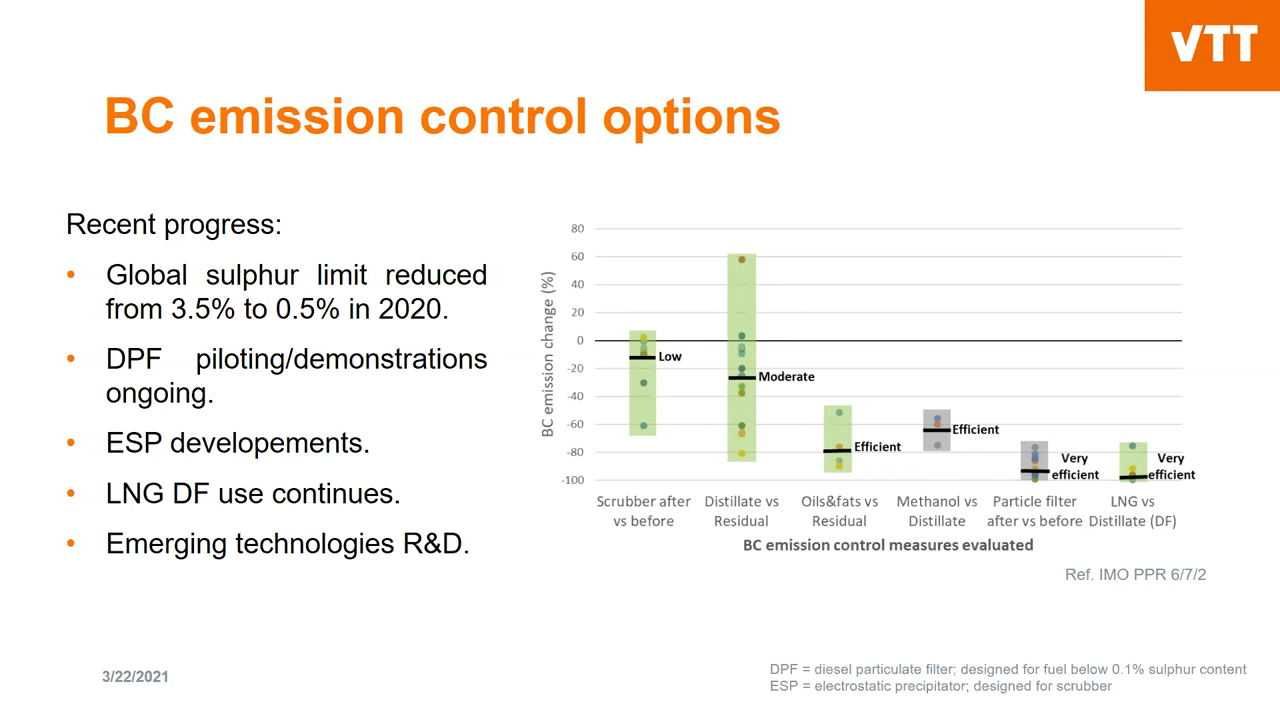 VTT
BC emission control options
Recent progress:
• Global sulphur limit reduced
from 3.5% to 0.5% in 2020.
• DPF piloting/demonstrations
ongoing.
• ESP developements.
• LNG DF use continues.
• Emerging technologies R&D.
BC emission change (%)
80
60
40
20
0
-20
-40
-60
-80
-100
Low
Moderate
Efficient
Efficient
Very
efficient
Very
efficient
Scrubber after
vs before
Distillate vs
Residual
Oils&fats vs
Residual
Methanol vs
Distillate
Particle filter
after vs before
LNG vs
Distillate (DF)
BC emission control measures evaluated
Ref. IMO PPR 6/7/2
3/22/2021
DPF = diesel particulate filter; designed for fuel below 0.1% sulphur content
ESP = electrostatic precipitator; designed for scrubber